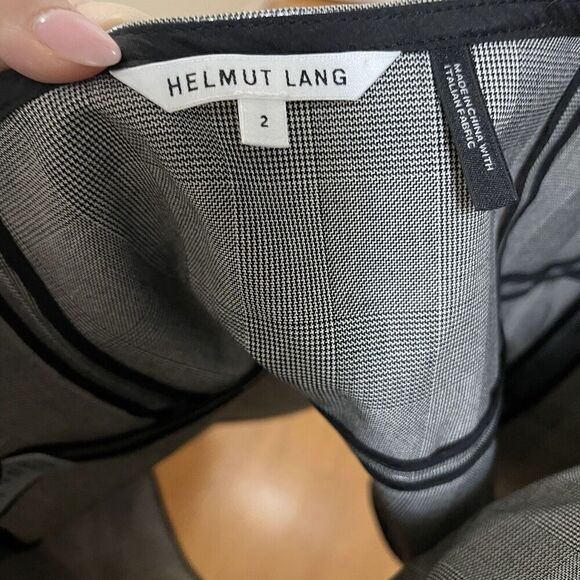 HELMUT LANG
2
MADE IN CHINA WITH
ITALIAN FABRIC